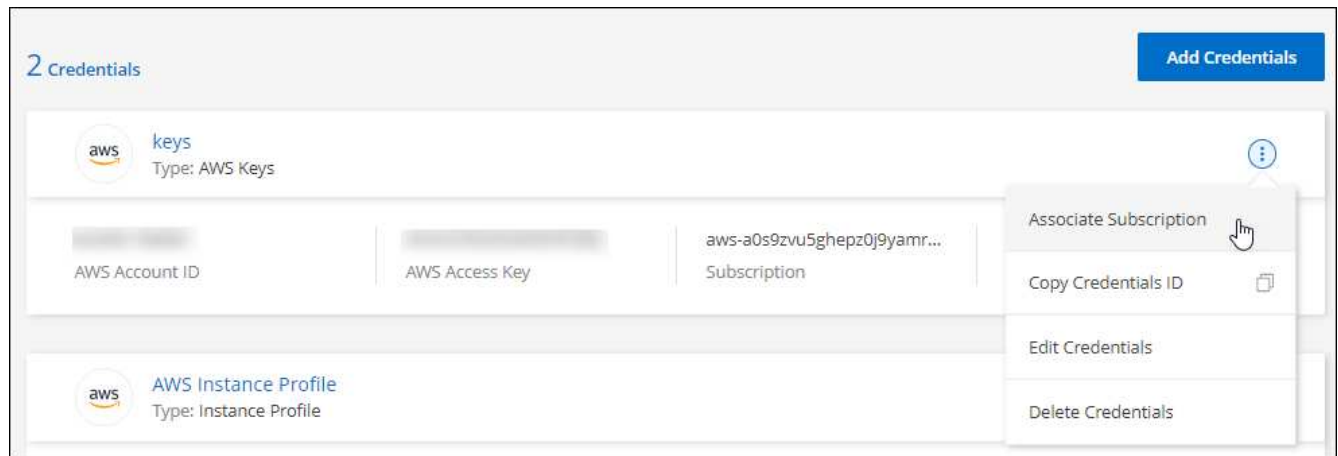 2 Credentials
Add Credentials
aws
keys
Type: AWS Keys
Associate Subscription
aws-a0s9zvu5ghepz0j9yamr...
AWS Account ID
AWS Access Key
Subscription
Copy Credentials ID
Edit Credentials
aws
AWS Instance Profile
Type: Instance Profile
Delete Credentials